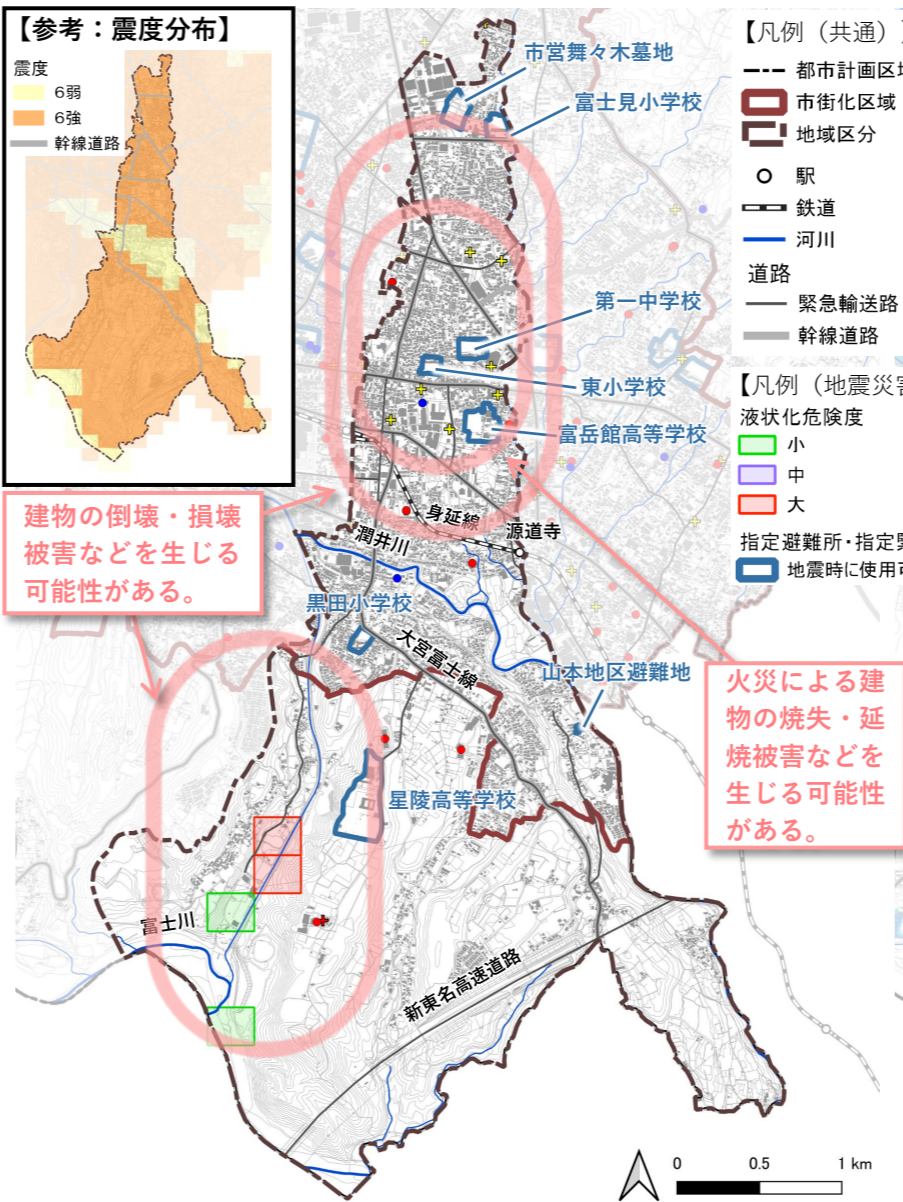 【参考：震度分布】
震度
6弱
6強
幹線道路
市営舞々木墓地
富士見小学校
第一中学校
東小学校
富岳館高等学校
身延線
源道寺
潤井川
黒田小学校
大宮富士線
山本地区避難地
星陵高等学校
富士川
新東名高速道路
建物の倒壊・損壊
被害などを生じる
可能性がある。
火災による建
物の焼失・延
焼被害などを
生じる可能性
がある。
【凡例（共通）
都市計画区
市街化区域
地域区分
駅
鉄道
河川
道路
緊急輸送路
幹線道路
【凡例（地震災
液状化危険度
小
中
大
指定避難所・指定緊
地震時に使用
0 0.5 1 km